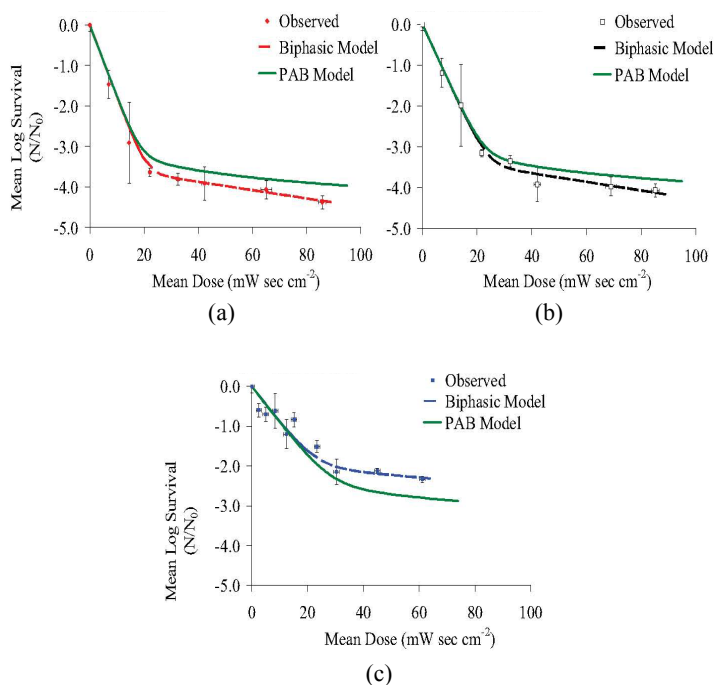 Observed
Biphasic Model
PAB Model
0.0
-1.0
-2.0
-3.0
-4.0
-5.0
Mean Log Survival
(N/N₀)
0 20 40 60 80 100
Mean Dose (mW sec cm⁻²)
(a)
Observed
Biphasic Model
PAB Model
0.0
-1.0
-2.0
-3.0
-4.0
-5.0
Mean Log Survival
(N/N₀)
0 20 40 60 80 100
Mean Dose (mW sec cm⁻²)
(b)
Observed
Biphasic Model
PAB Model
0.0
-1.0
-2.0
-3.0
-4.0
-5.0
Mean Log Survival
(N/N₀)
0 20 40 60 80 100
Mean Dose (mW sec cm⁻²)
(c)